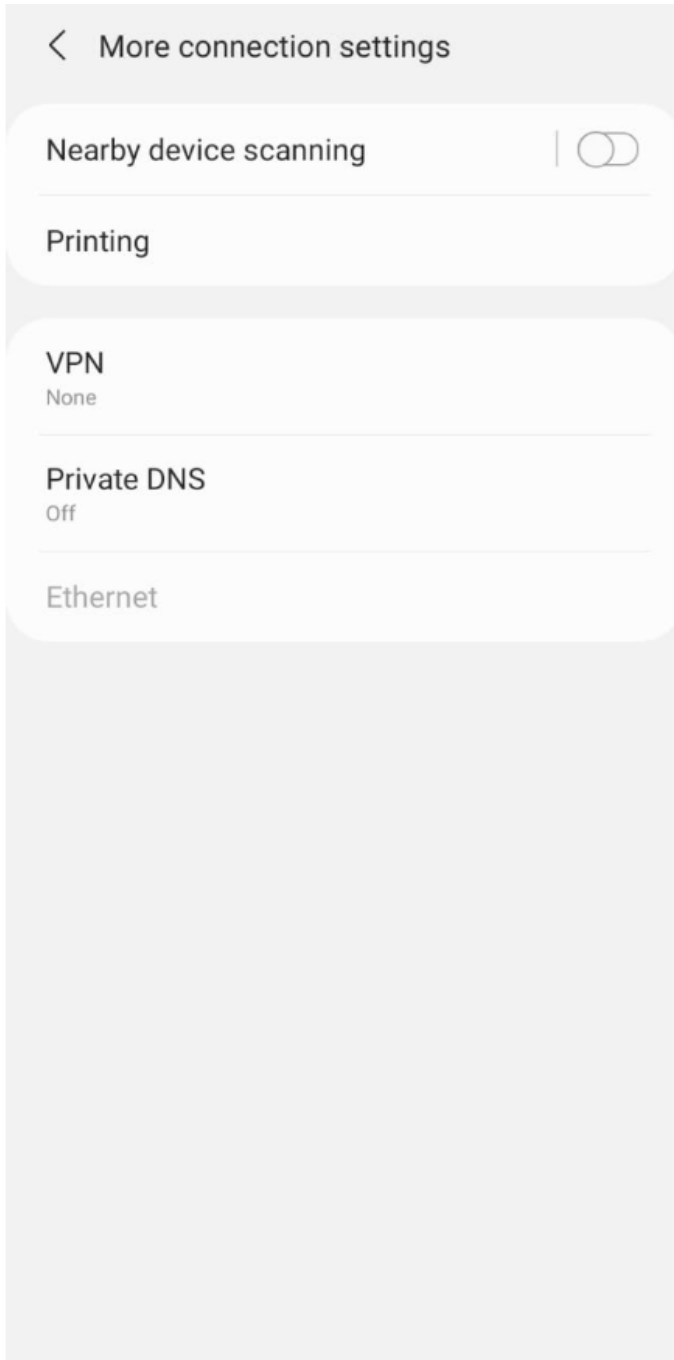 More connection settings
Nearby device scanning
Printing
VPN
None
Private DNS
Off
Ethernet